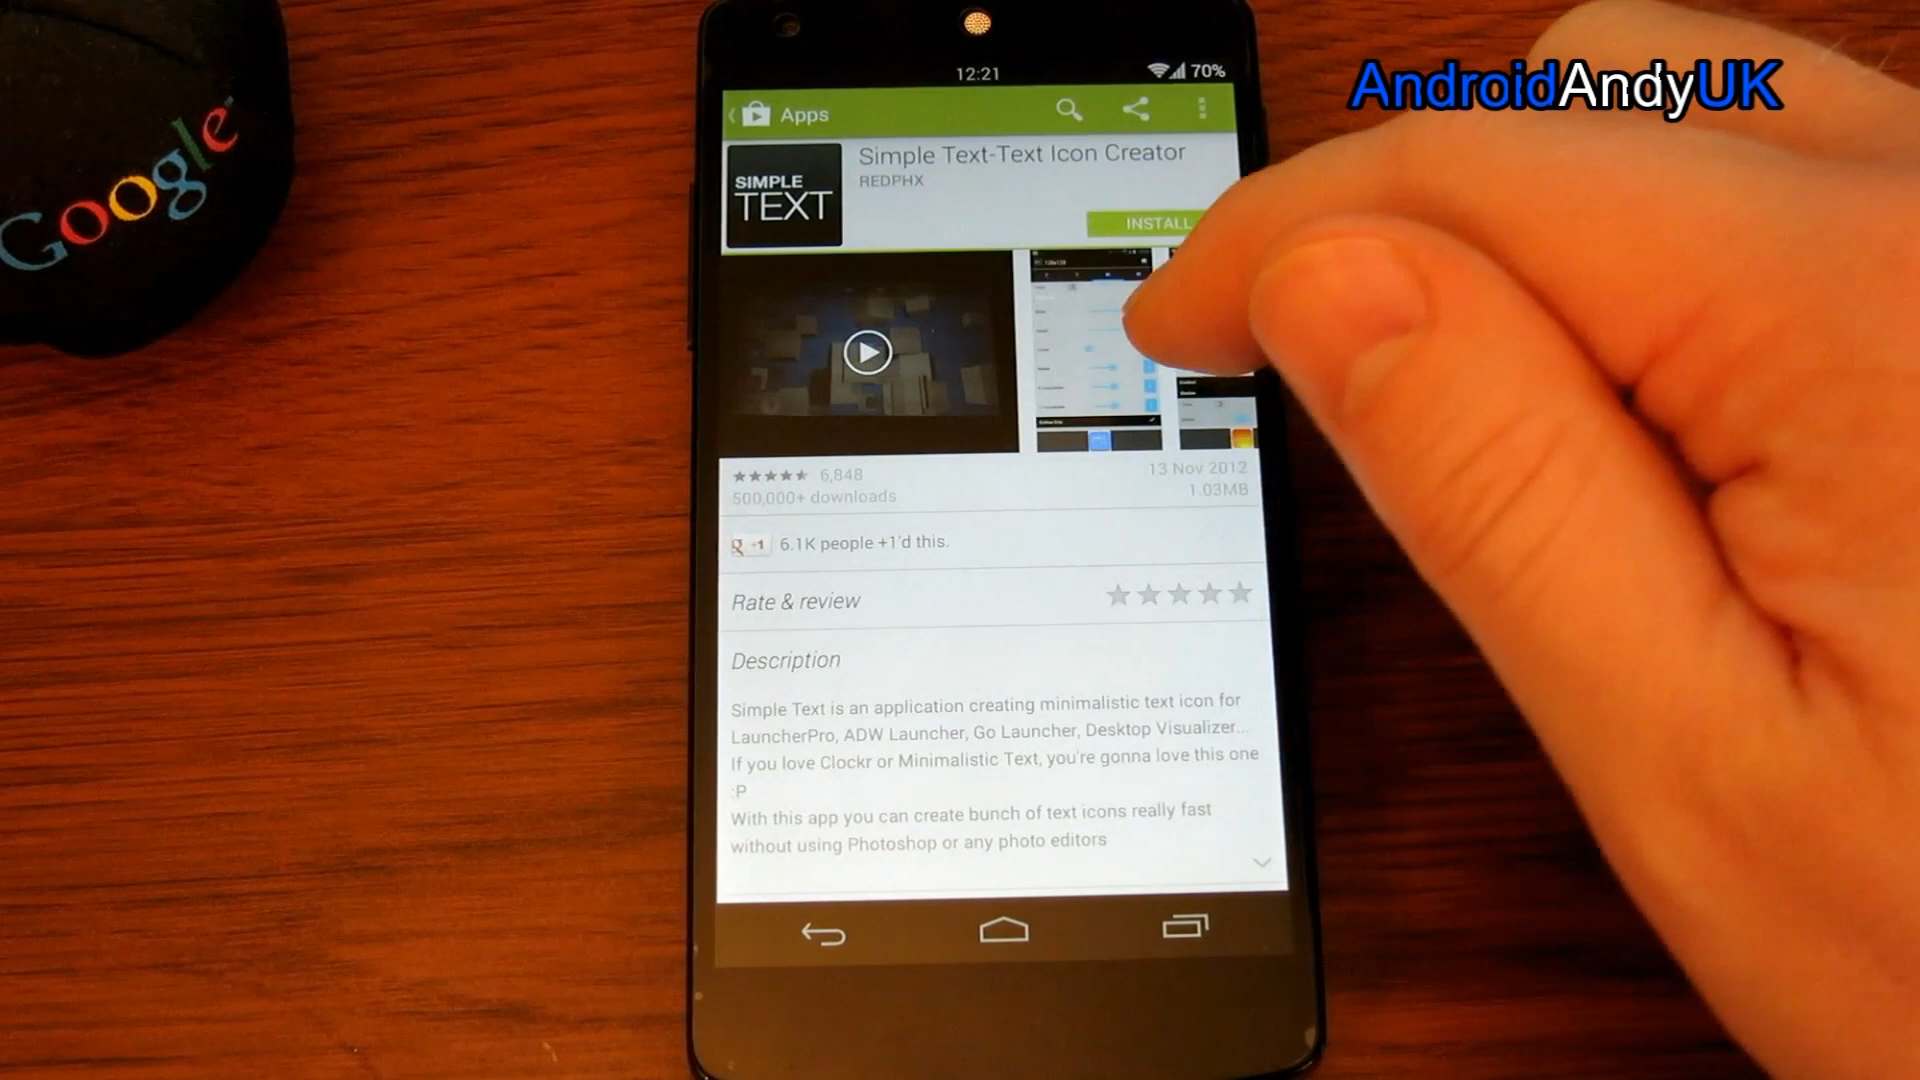 Google
AndroidAndyUK
12:21
70%
Apps
SIMPLE
TEXT
Simple Text-Text Icon Creator
REDPHX
INSTALL
6,848
13 Nov 2012
500,000+ downloads
1.03MB
g +1 6.1K people +1'd this.
Rate & review
Description
Simple Text is an application creating minimalistic text icon for
LauncherPro, ADW Launcher, Go Launcher, Desktop Visualizer...
If you love Clockr or Minimalistic Text, you're gonna love this one
:P
With this app you can create bunch of text icons really fast
without using Photoshop or any photo editors